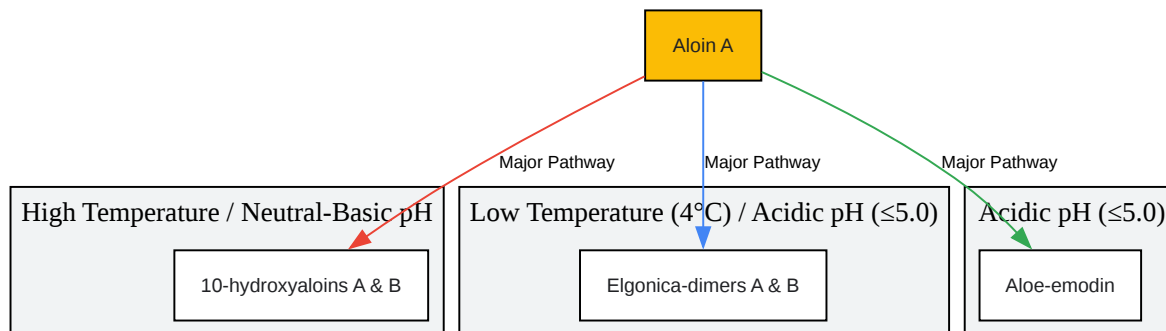 Aloin A
Major Pathway
Major Pathway
Major Pathway
High Temperature / Neutral-Basic pH
Low Temperature (4°C) / Acidic pH (≤5.0)
Acidic pH (≤5.0)
10-hydroxyaloins A & B
Elgonica-dimers A & B
Aloe-emodin